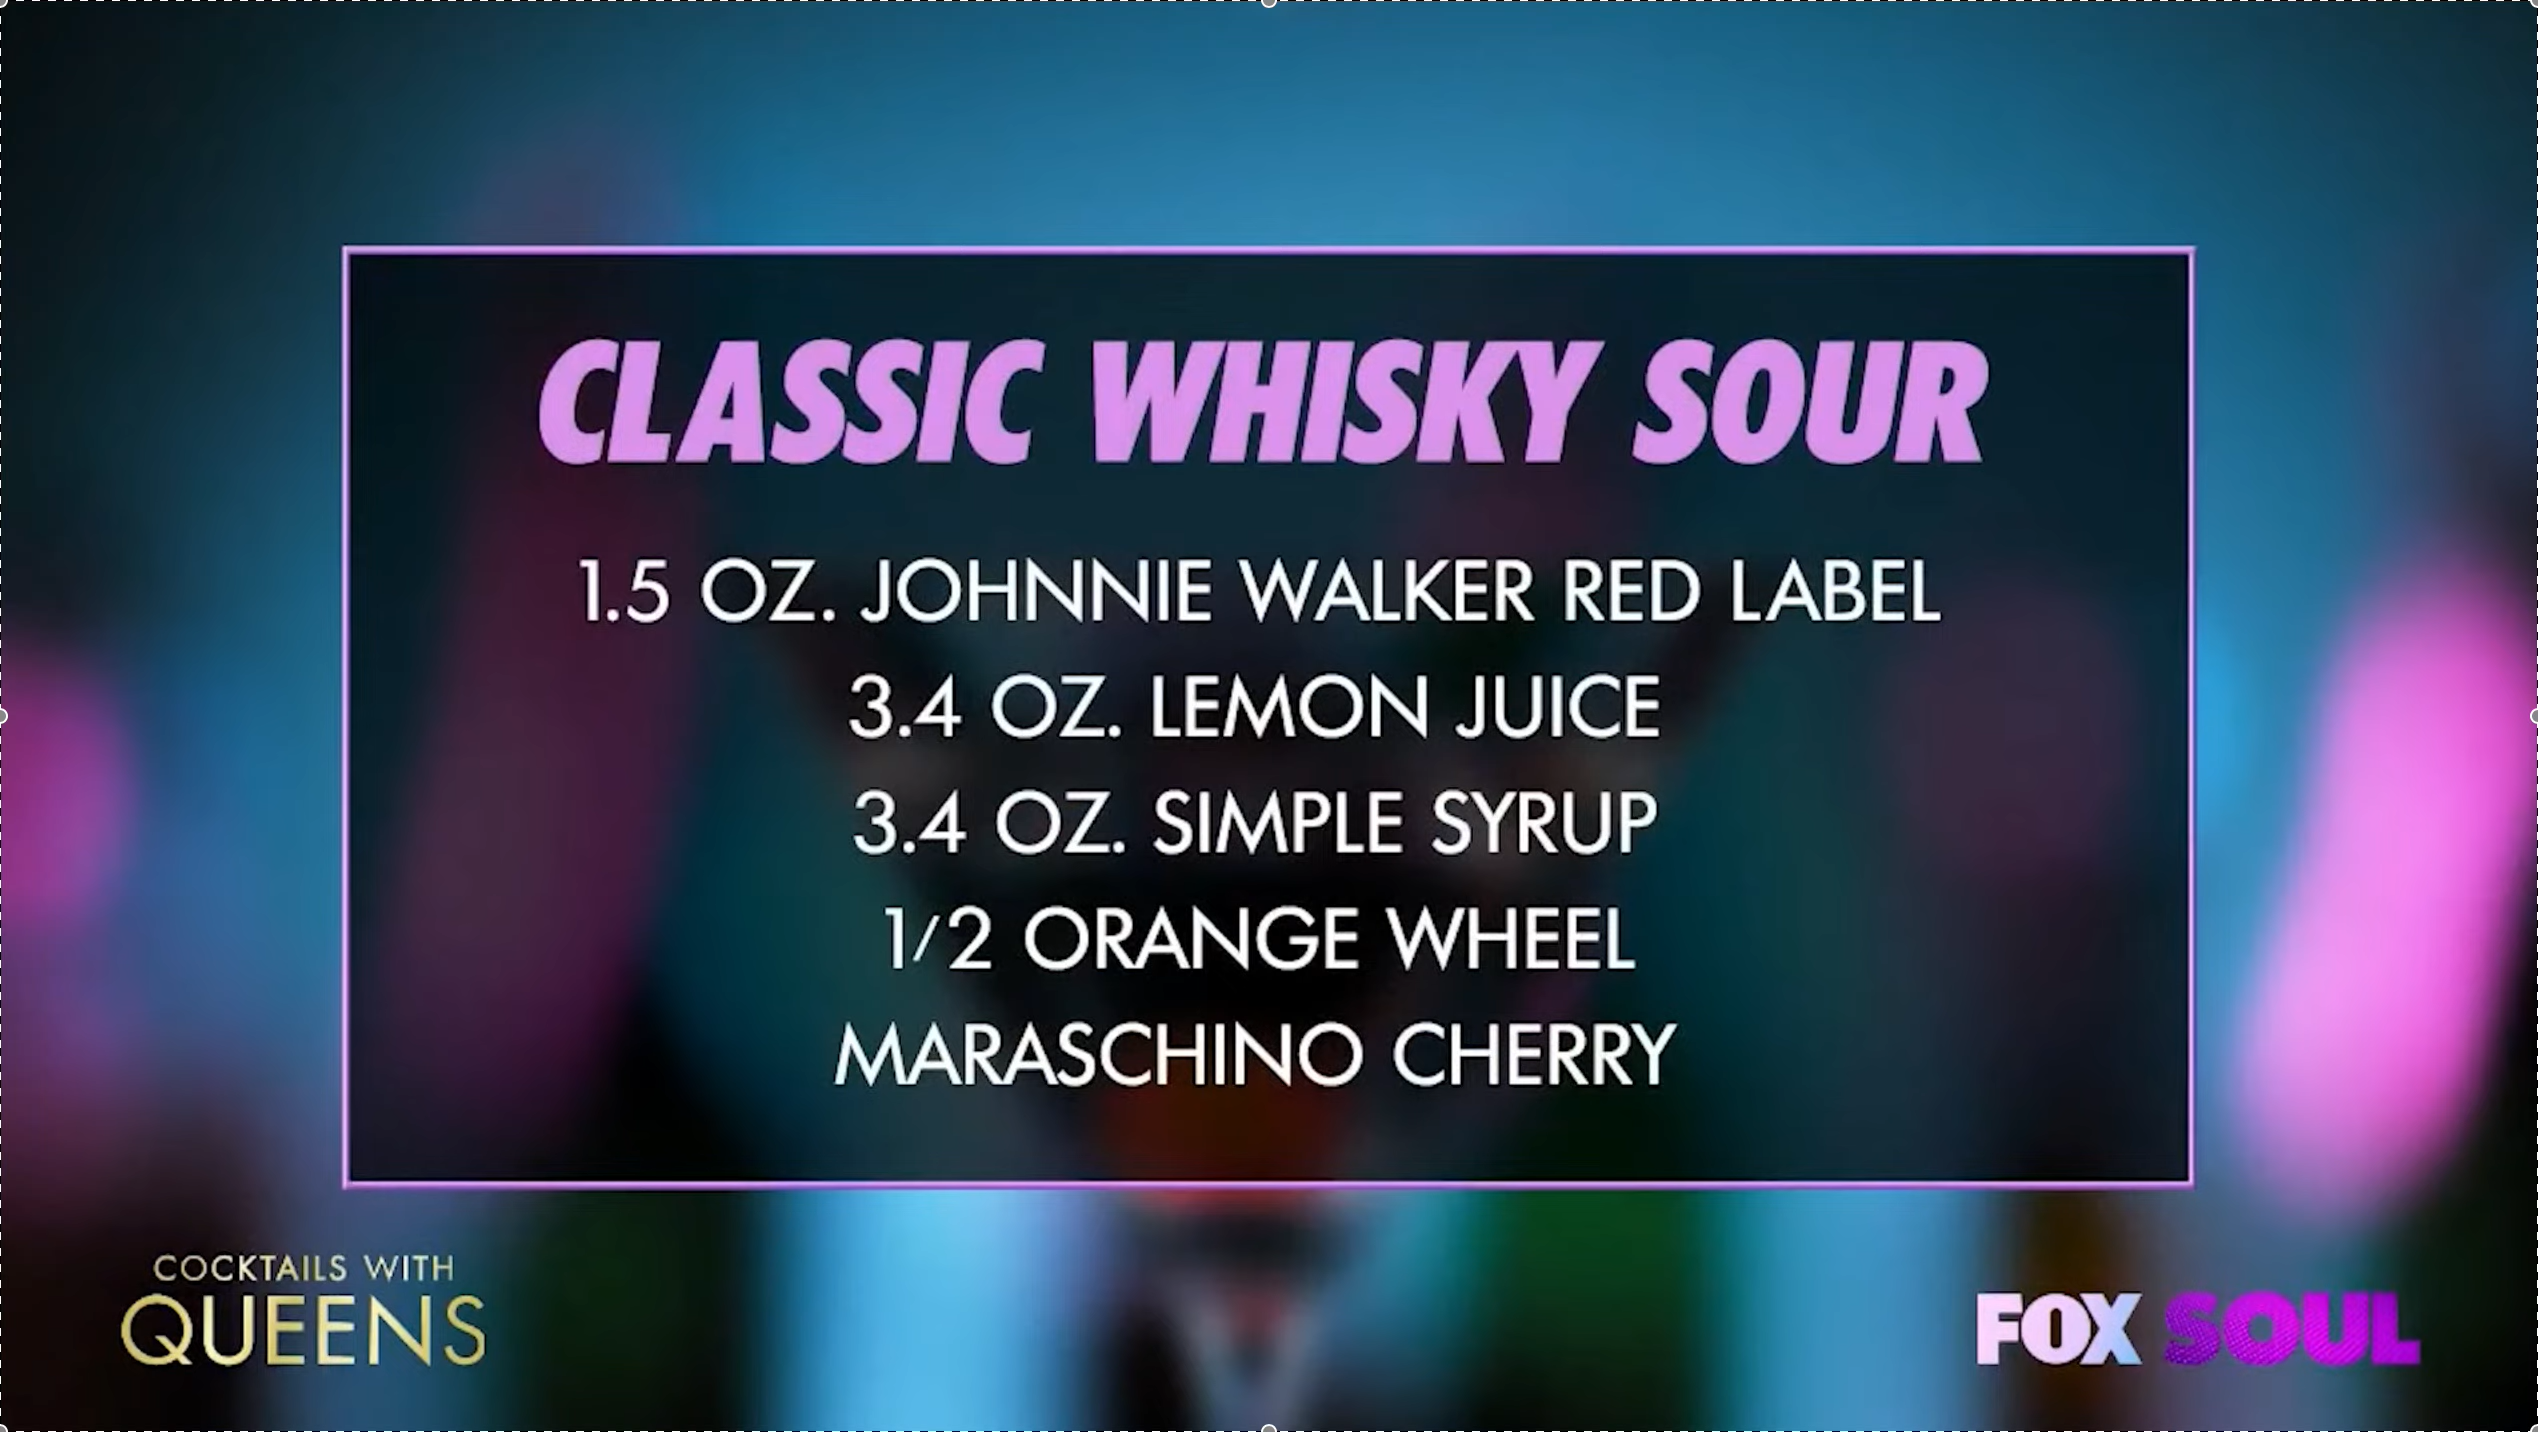 CLASSIC WHISKY SOUR
1.5 OZ. JOHNNIE WALKER RED LABEL
3.4 OZ. LEMON JUICE
3.4 OZ. SIMPLE SYRUP
1/2 ORANGE WHEEL
MARASCHINO CHERRY
COCKTAILS WITH
QUEENS
FOX SOUL